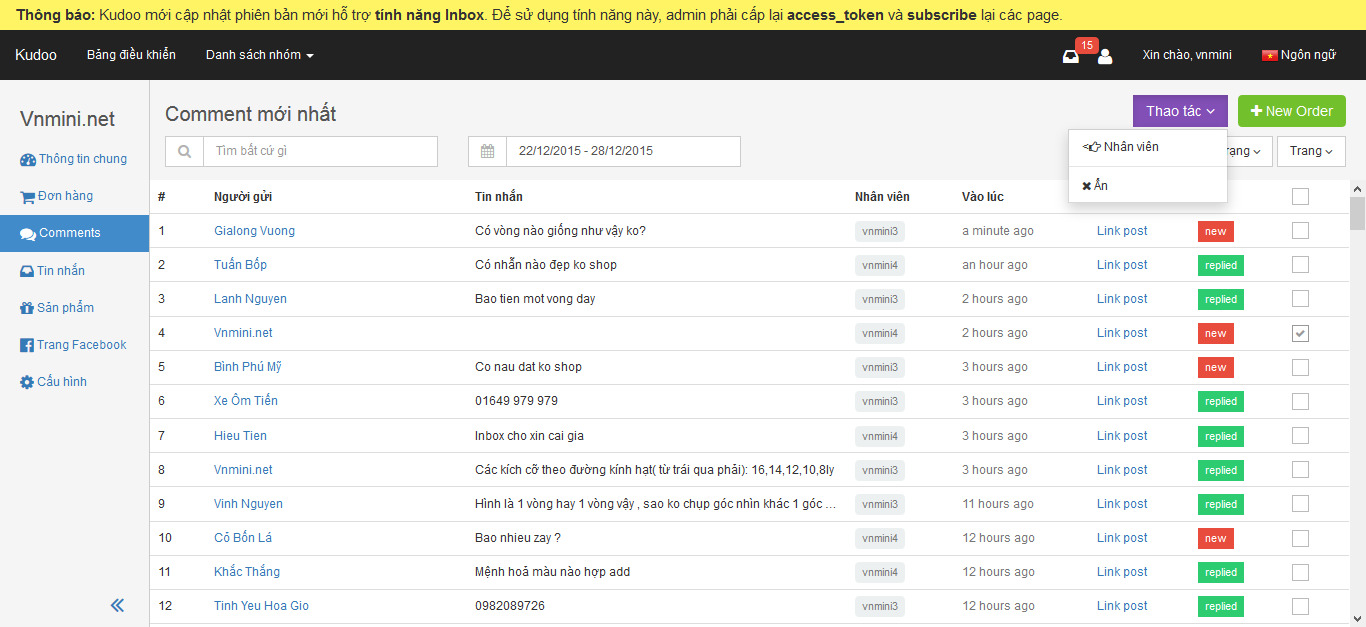 Thông báo: Kudoo mới cập nhật phiên bản mới hỗ trợ tính năng Inbox. Để sử dụng tính năng này, admin phải cấp lại access_token và subscribe lại các page.
Kudoo Bảng điều khiển Danh sách nhóm 15 Xin chào, vnmini Ngôn ngữ
Vnmini.net
Thông tin chung
Đơn hàng
Comments
Tin nhắn
Sản phẩm
Trang Facebook
Cấu hình
Comment mới nhất Thao tác New Order
Tìm bất cứ gì 22/12/2015 - 28/12/2015 Trang
Nhân viên
Ẩn
# Người gửi Tin nhắn Nhân viên Vào lúc
1 Gialong Vuong Có vòng nào giống như vậy ko? vnmini3 a minute ago Link post new
2 Tuấn Bốp Có nhẫn nào đẹp ko shop vnmini4 an hour ago Link post replied
3 Lanh Nguyen Bao tien mot vong day vnmini3 2 hours ago Link post replied
4 Vnmini.net vnmini4 2 hours ago Link post new
5 Bình Phú Mỹ Co nau dat ko shop vnmini3 3 hours ago Link post new
6 Xe Ôm Tiến 01649 979 979 vnmini3 3 hours ago Link post replied
7 Hieu Tien Inbox cho xin cai gia vnmini4 3 hours ago Link post replied
8 Vnmini.net Các kích cỡ theo đường kính hạt( từ trái qua phải): 16,14,12,10,8ly vnmini3 3 hours ago Link post replied
9 Vinh Nguyen Hình là 1 vòng hay 1 vòng vậy , sao ko chụp góc nhìn khác 1 góc ... vnmini3 11 hours ago Link post replied
10 Cỏ Bốn Lá Bao nhieu zay ? vnmini4 12 hours ago Link post new
11 Khắc Thắng Mệnh hoả màu nào hợp add vnmini4 12 hours ago Link post replied
12 Tinh Yeu Hoa Gio 0982089726 vnmini3 12 hours ago Link post replied